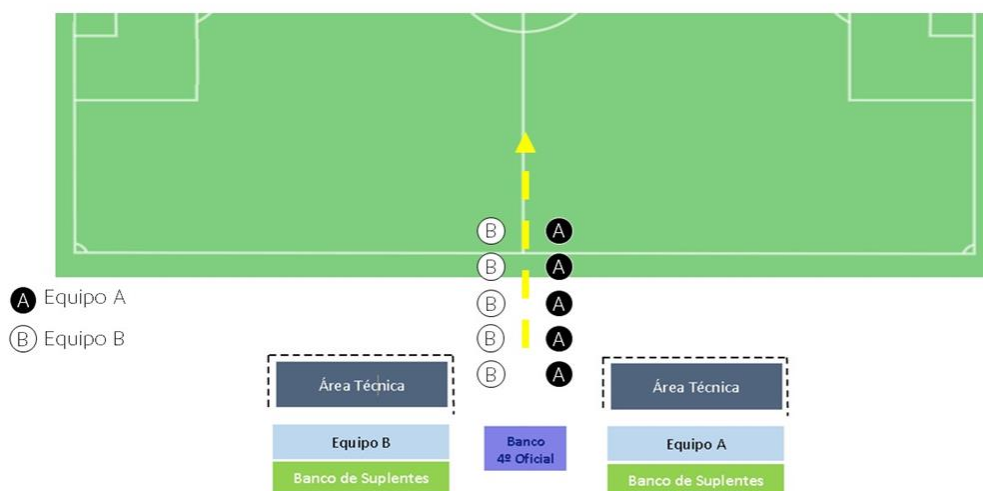 B A
B A
A Equipo A
B A
B Equipo B
B A
B A
Área Técnica
Área Técnica
Equipo B
Banco
4º Oficial
Equipo A
Banco de Suplentes
Banco de Suplentes